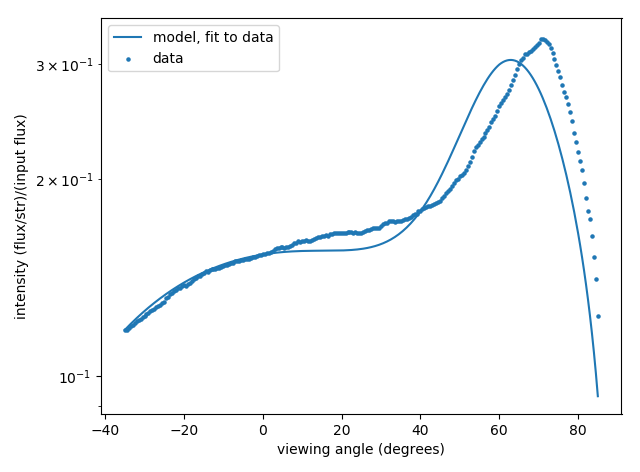 model, fit to data
data
3 × 10⁻¹
2 × 10⁻¹
10⁻¹
intensity (flux/str)/(input flux)
−40 −20 0 20 40 60 80
viewing angle (degrees)